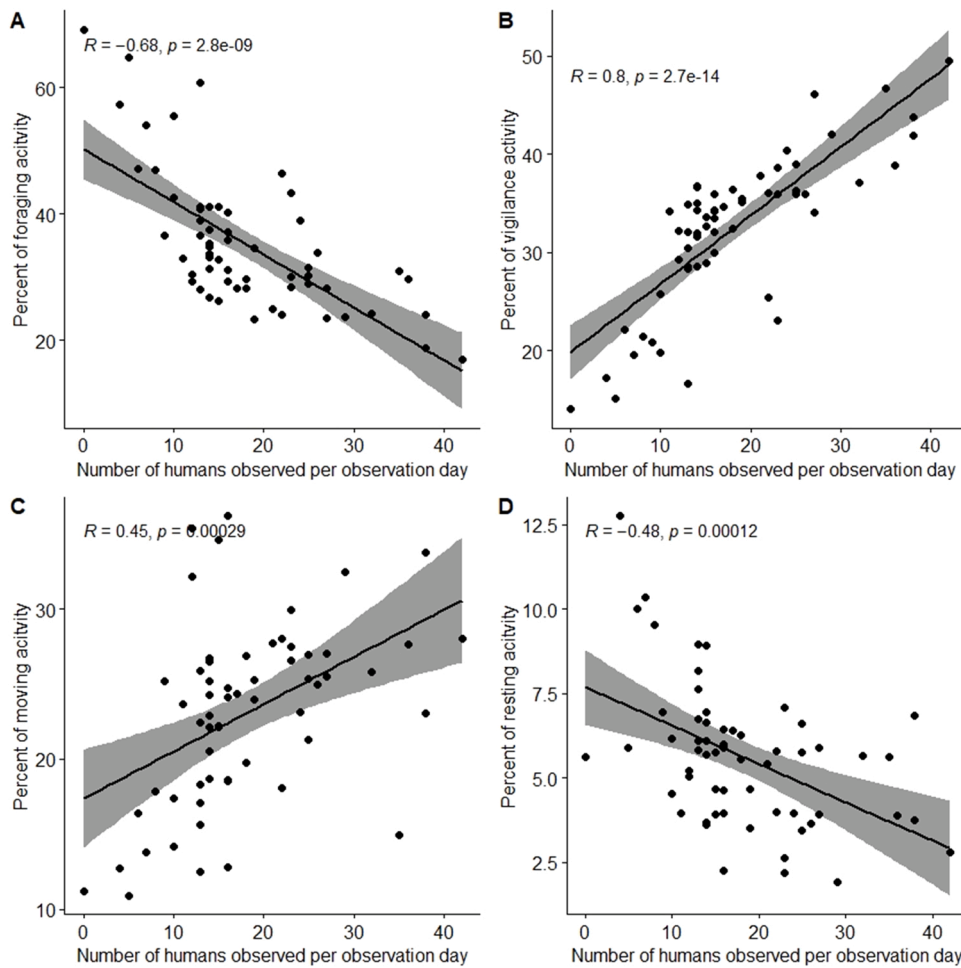 A
R = −0.68, p = 2.8e-09
Percent of foraging acitvity
60
40
20
0 10 20 30 40
Number of humans observed per observation day
B
R = 0.8, p = 2.7e-14
Percent of vigilance activity
50
40
30
20
0 10 20 30 40
Number of humans observed per observation day
C
R = 0.45, p = 0.00029
Percent of moving acitvity
30
20
10
0 10 20 30 40
Number of humans observed per observation day
D
R = −0.48, p = 0.00012
Percent of resting acitvity
12.5
10.0
7.5
5.0
2.5
0 10 20 30 40
Number of humans observed per observation day